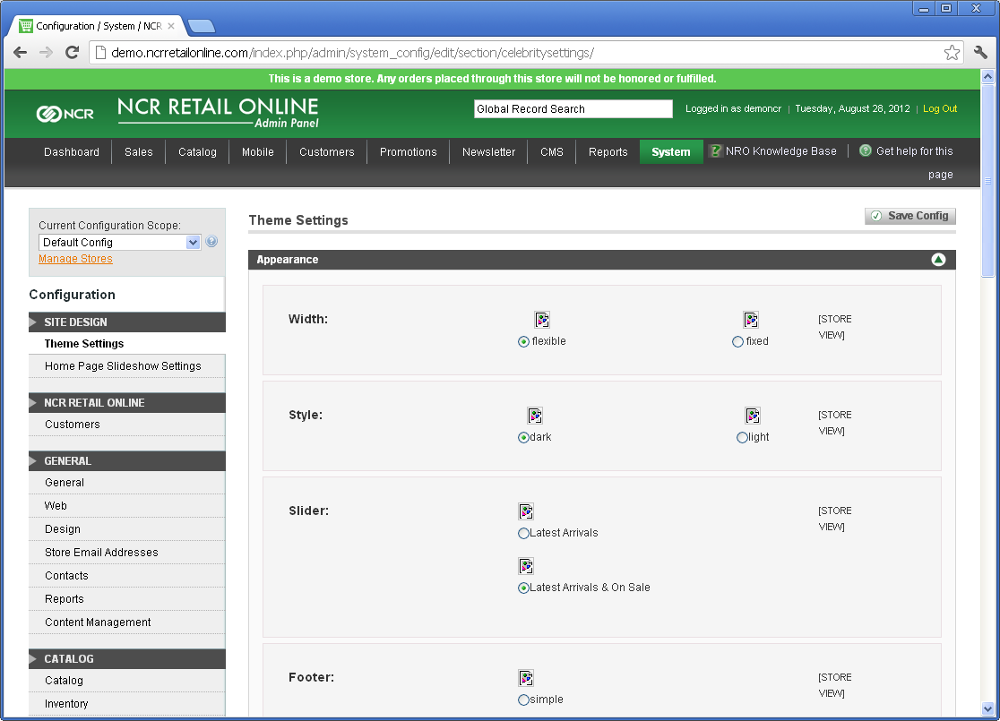 Configuration / System / NCR
demo.ncrretailonline.com/index.php/admin/system_config/edit/section/celebritysettings/
This is a demo store. Any orders placed through this store will not be honored or fulfilled.
NCR
NCR RETAIL ONLINE
Admin Panel
Global Record Search
Logged in as demoncr | Tuesday, August 28, 2012 | Log Out
Dashboard Sales Catalog Mobile Customers Promotions Newsletter CMS Reports System NRO Knowledge Base Get help for this
page
Current Configuration Scope:
Default Config
Manage Stores
Configuration
SITE DESIGN
Theme Settings
Home Page Slideshow Settings
NCR RETAIL ONLINE
Customers
GENERAL
General
Web
Design
Store Email Addresses
Contacts
Reports
Content Management
CATALOG
Catalog
Inventory
Theme Settings
Save Config
Appearance
Width:
flexible
fixed
[STORE
VIEW]
Style:
dark
light
[STORE
VIEW]
Slider:
Latest Arrivals
Latest Arrivals & On Sale
[STORE
VIEW]
Footer:
simple
[STORE
VIEW]